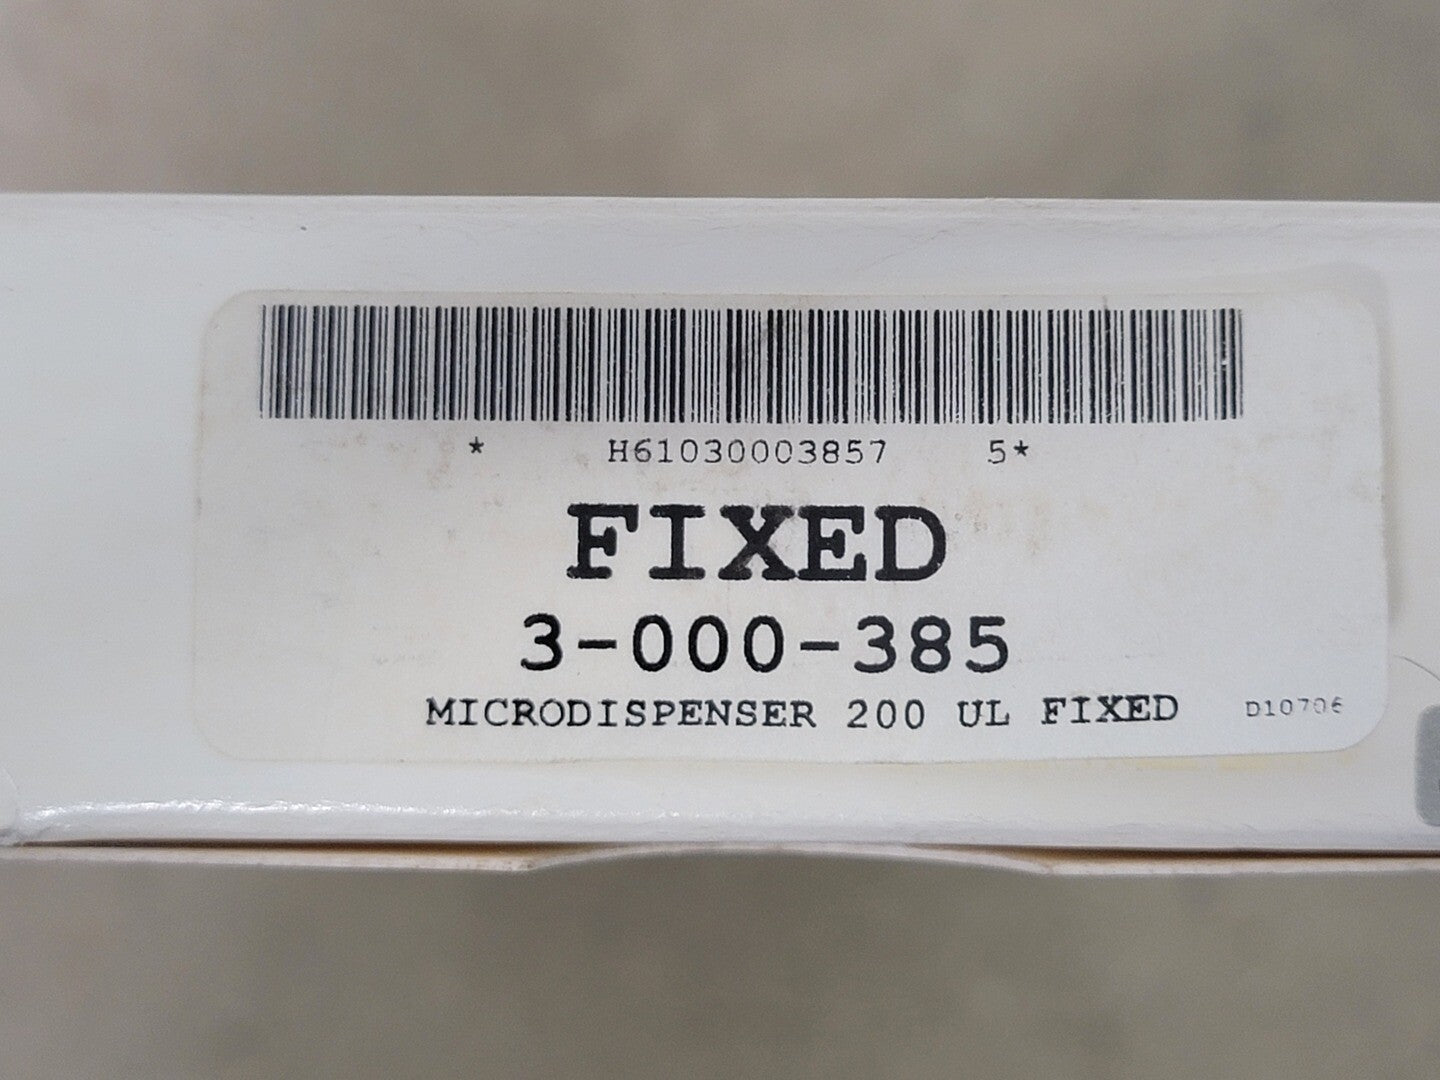 * H61030003857 5*
FIXED
3-000-385
MICRODISPENSER 200 UL FIXED D10706